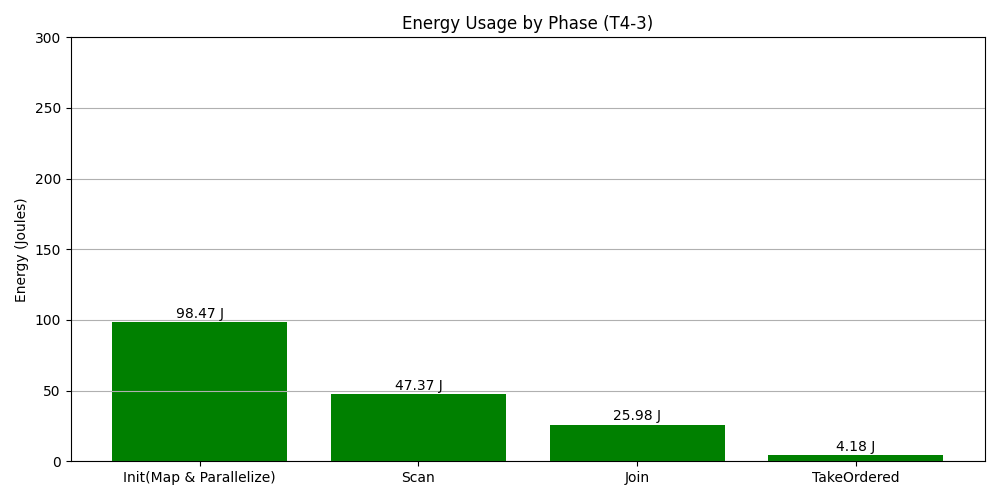 Energy Usage by Phase (T4-3)
Energy (Joules)
300
250
200
150
100
50
0
98.47 J
47.37 J
25.98 J
4.18 J
Init(Map & Parallelize)
Scan
Join
TakeOrdered